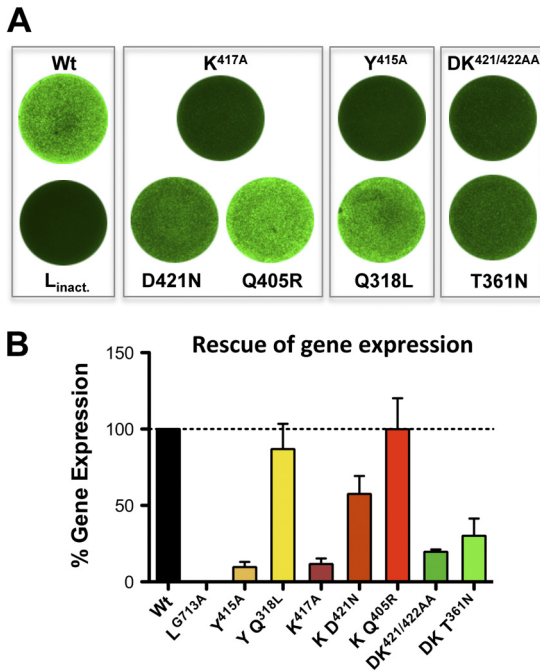 A
Wt
K417A
Y415A
DK421/422AA
Linact.
D421N
Q405R
Q318L
T361N
B
Rescue of gene expression
% Gene Expression
150
100
50
0
Wt
L G713A
Y415A
Y Q318L
K417A
K D421N
K Q405R
DK421/422AA
DK T361N